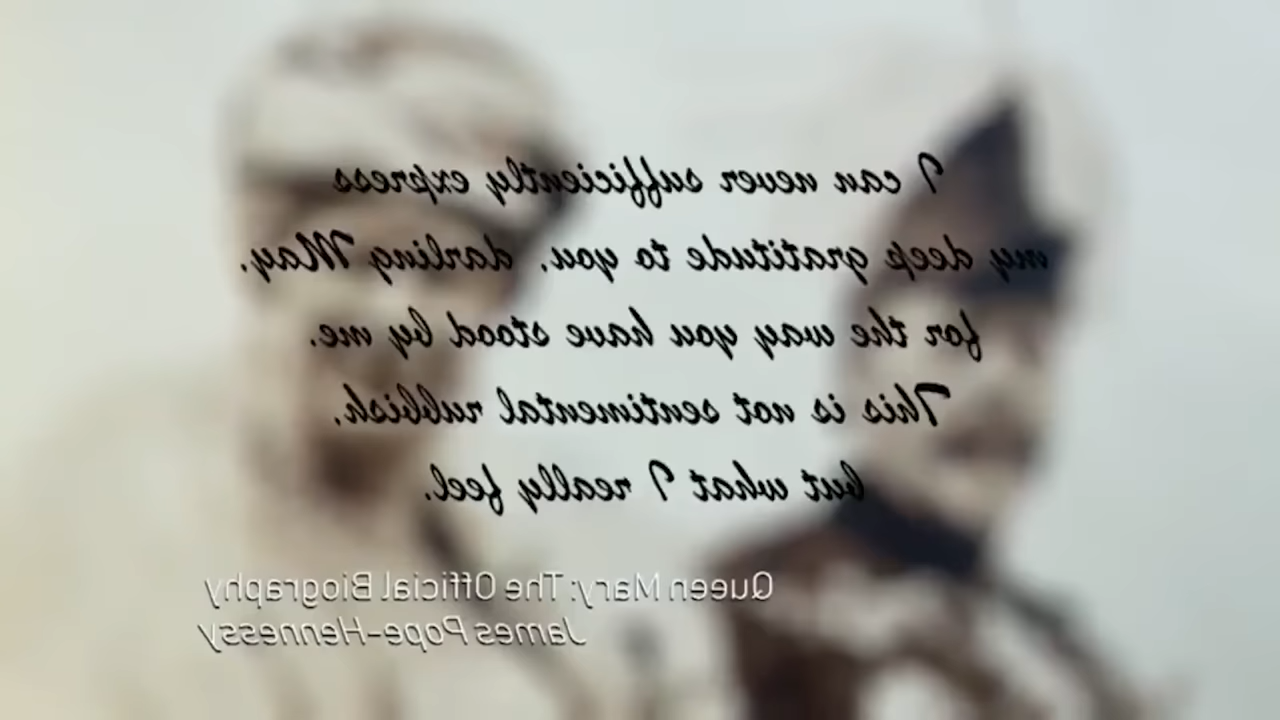 I can never sufficiently express
my deep gratitude to you, darling May,
for the way you have stood by me.
This is not sentimental rubbish,
but what I really feel.
Queen Mary: The Official Biography
James Pope-Hennessy